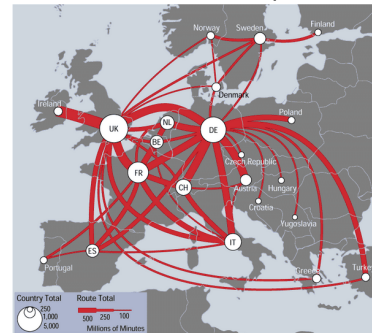 Norway
Sweden
Finland
Denmark
Ireland
UK
NL
DE
Poland
BE
Czech Republic
FR
CH
Austria
Hungary
Croatia
Yugoslavia
IT
ES
Portugal
Greece
Turkey
Country Total
250
1,000
5,000
Route Total
500 250 100
Millions of Minutes